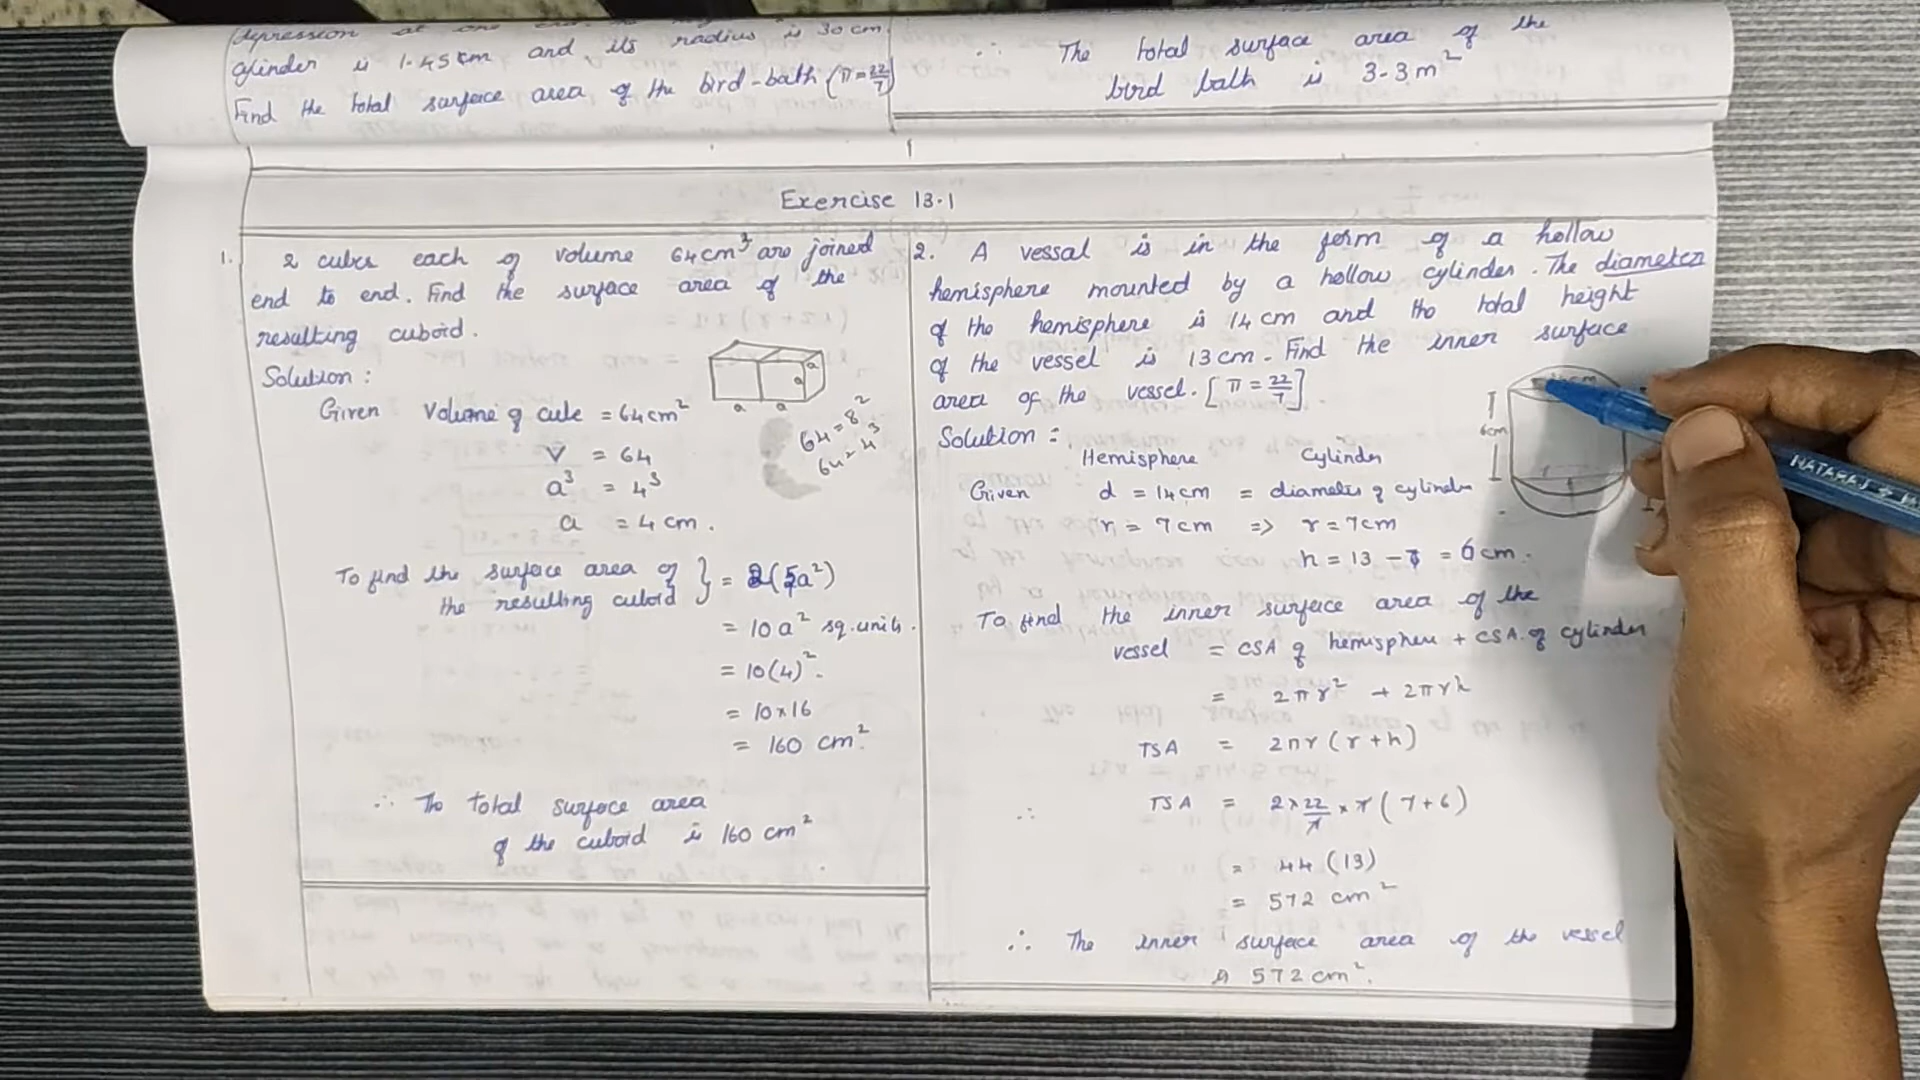 depression at one end
cylinder is 1.45 cm and its radius is 30 cm.
Find the total surface area of the bird-bath (π = 22/7)
∴ The total surface area of the
bird bath is 3.3 m²
Exercise 13.1
1. 2 cubes each of volume 64 cm³ are joined
end to end. Find the surface area of the
resulting cuboid.
Solution :
Given Volume of cube = 64 cm²
V = 64
a³ = 4³
a = 4 cm.
a a
a a
64 = 8²
64 = 4³
To find the surface area of
the resulting cuboid } = 2(5a²)
= 10a² sq.units.
= 10(4)².
= 10×16
= 160 cm².
∴ The total surface area
of the cuboid is 160 cm²
2. A vessal is in the form of a hollow
hemisphere mounted by a hollow cylinder. The diameter
of the hemisphere is 14 cm and the total height
of the vessel is 13 cm. Find the inner surface
area of the vessel. [π = 22/7]
Solution :
6cm
Hemisphere Cylinder
Given d = 14 cm = diameter of cylinder
r = 7 cm => r = 7cm
h = 13 - 7 = 6 cm.
To find the inner surface area of the
vessel = CSA of hemisphere + CSA. of cylinder
= 2πr² + 2πrh
TSA = 2πr (r + h)
∴ TSA = 2 × 22/7 × 7 (7 + 6)
= 44 (13)
= 572 cm²
∴ The inner surface area of the vessel
is 572 cm².
NATARAJ